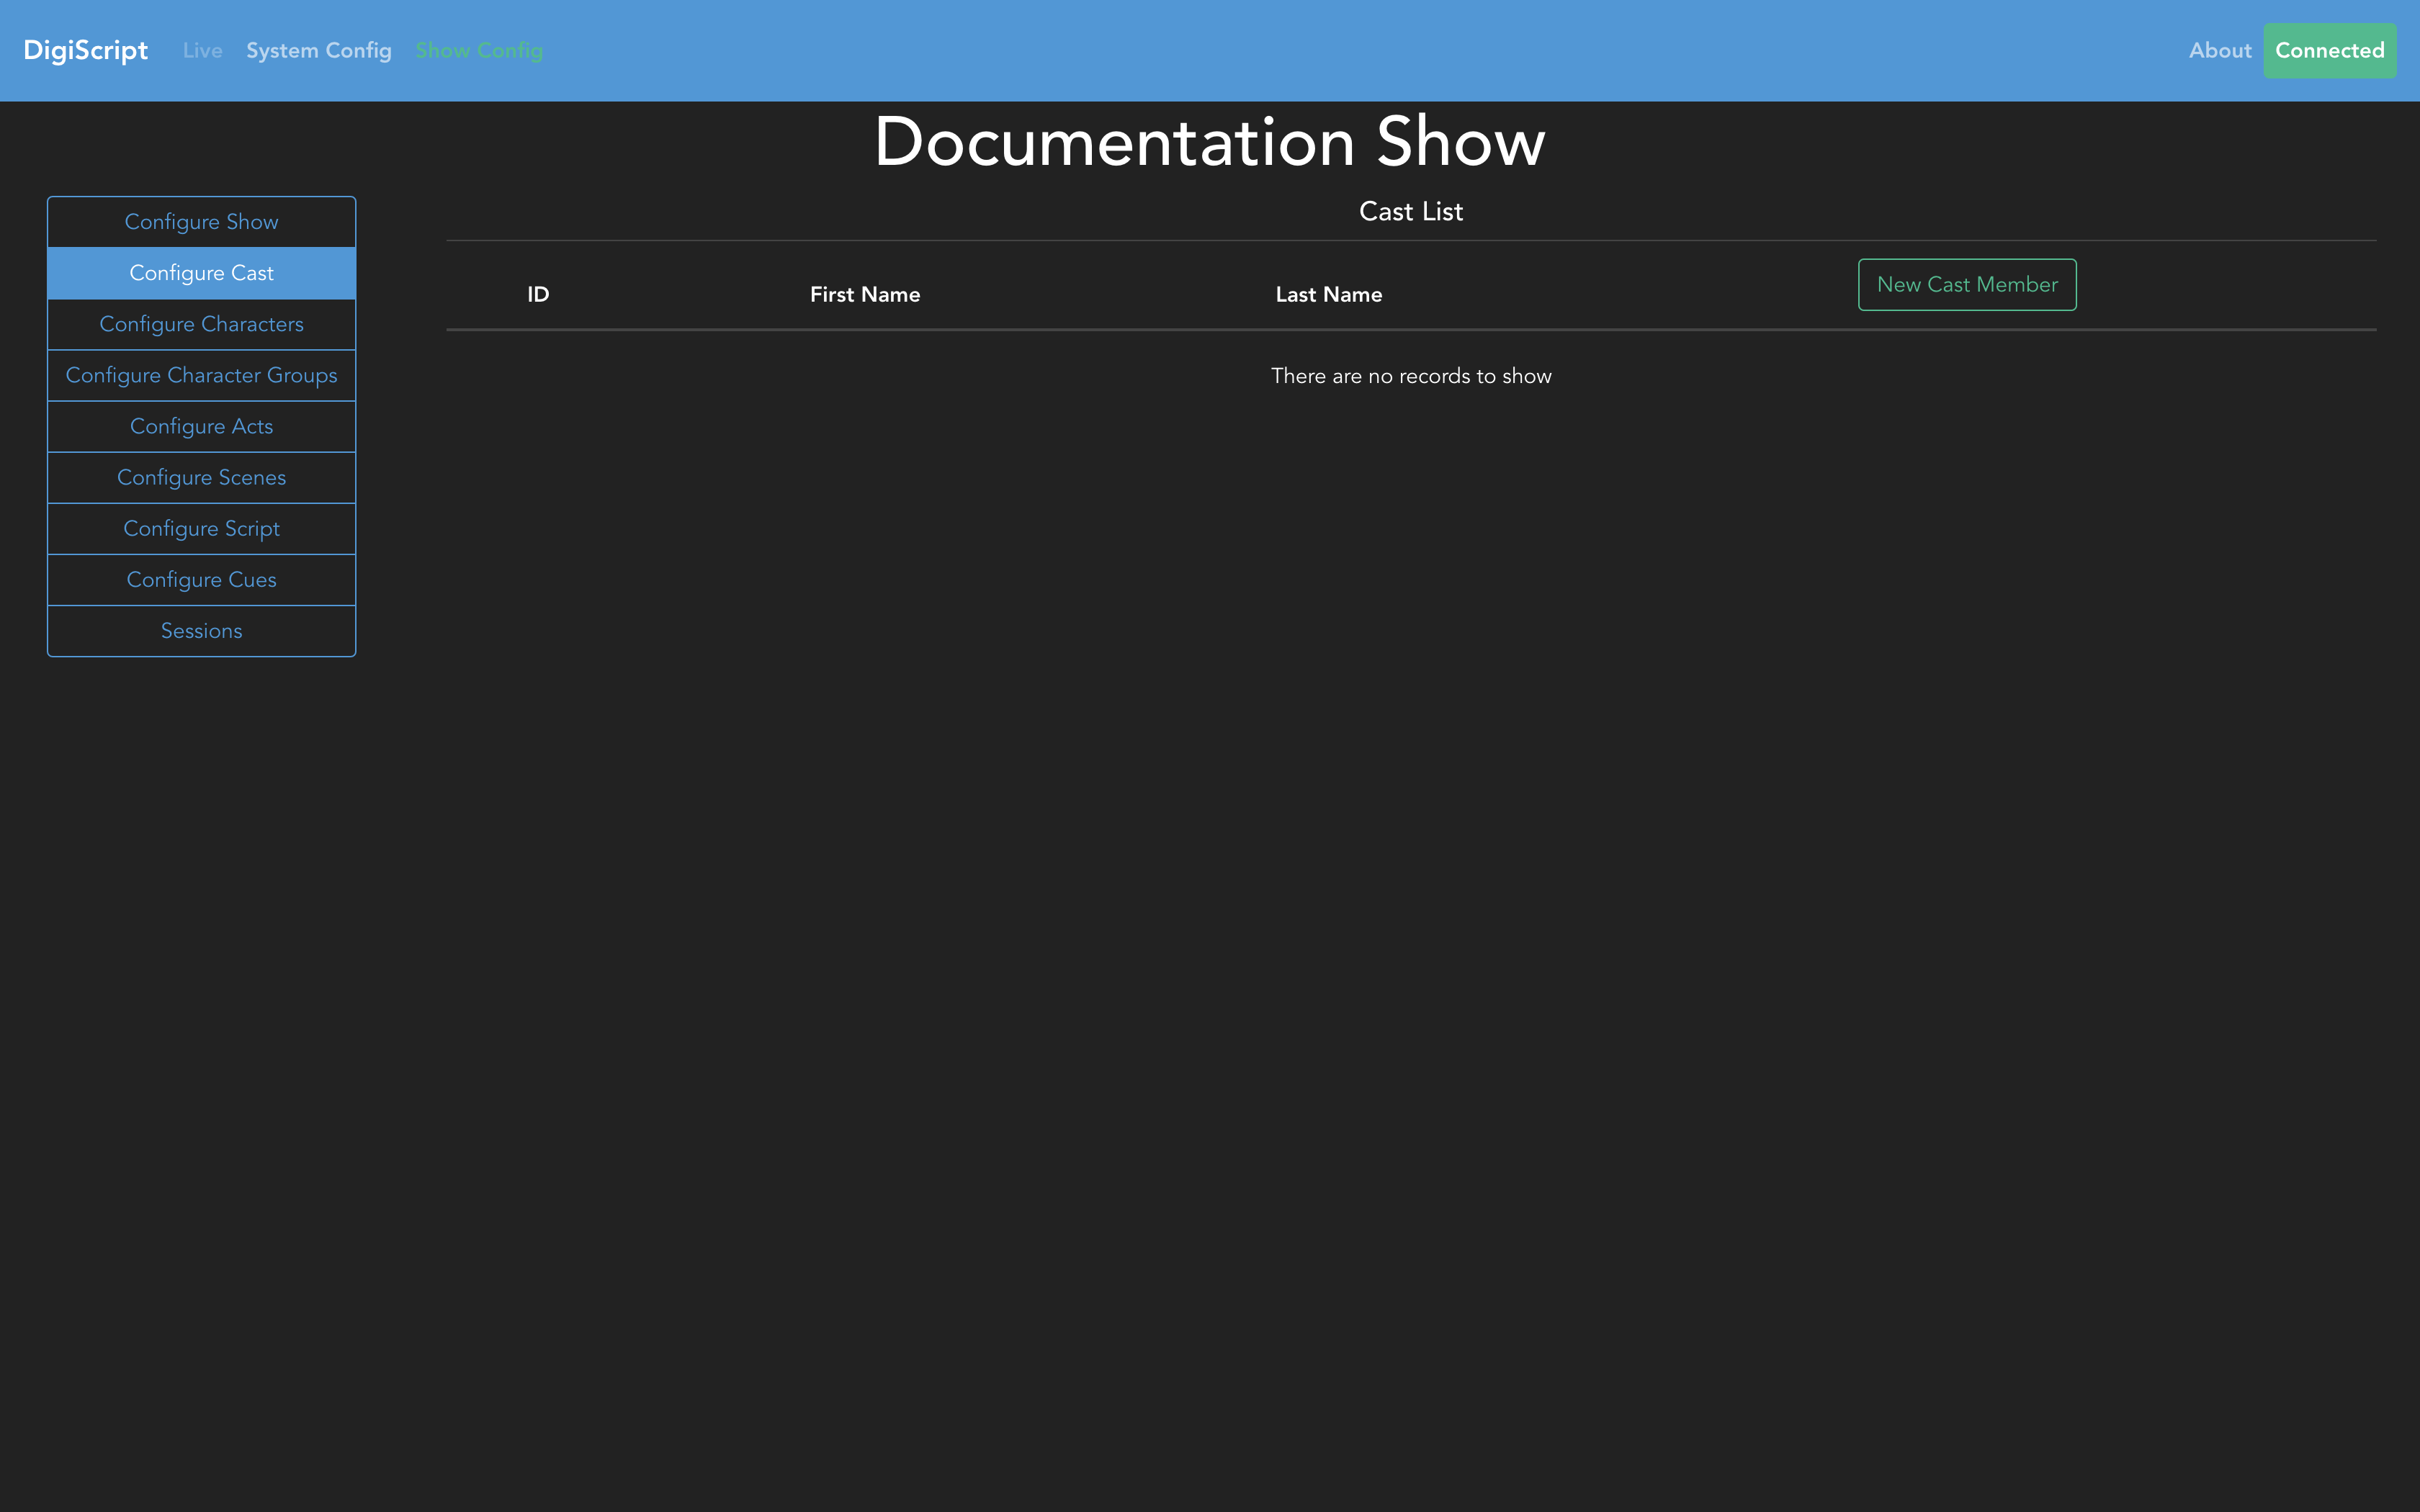 DigiScript Live System Config Show Config About Connected
Documentation Show
Configure Show
Configure Cast
Configure Characters
Configure Character Groups
Configure Acts
Configure Scenes
Configure Script
Configure Cues
Sessions
Cast List
ID First Name Last Name New Cast Member
There are no records to show